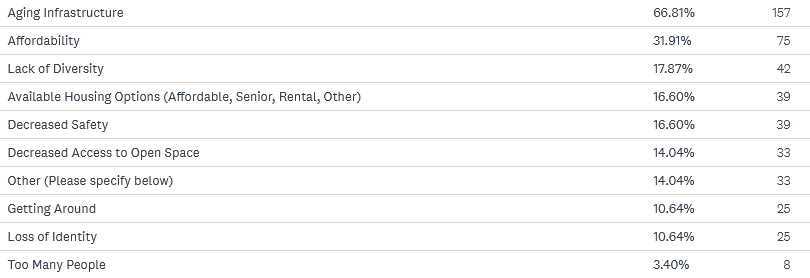 Aging Infrastructure 66.81% 157
Affordability 31.91% 75
Lack of Diversity 17.87% 42
Available Housing Options (Affordable, Senior, Rental, Other) 16.60% 39
Decreased Safety 16.60% 39
Decreased Access to Open Space 14.04% 33
Other (Please specify below) 14.04% 33
Getting Around 10.64% 25
Loss of Identity 10.64% 25
Too Many People 3.40% 8